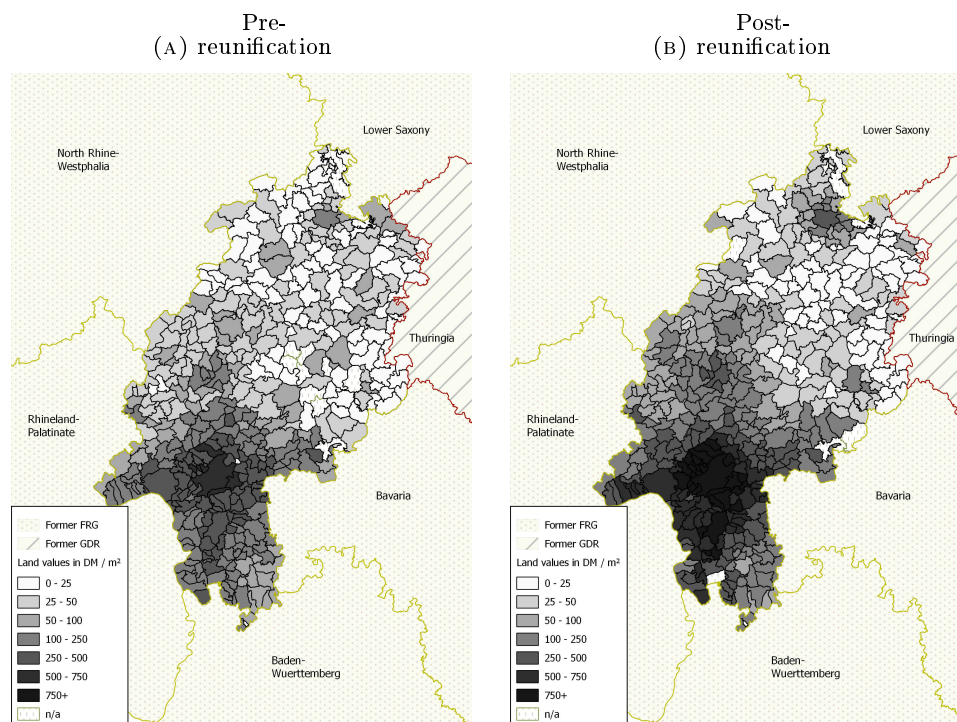 Pre-
(A) reunification
Lower Saxony
North Rhine-
Westphalia
Thuringia
Rhineland-
Palatinate
Bavaria
Baden-
Wuerttemberg
Former FRG
Former GDR
Land values in DM / m²
0 - 25
25 - 50
50 - 100
100 - 250
250 - 500
500 - 750
750+
n/a
Post-
(B) reunification
Lower Saxony
North Rhine-
Westphalia
Thuringia
Rhineland-
Palatinate
Bavaria
Baden-
Wuerttemberg
Former FRG
Former GDR
Land values in DM / m²
0 - 25
25 - 50
50 - 100
100 - 250
250 - 500
500 - 750
750+
n/a